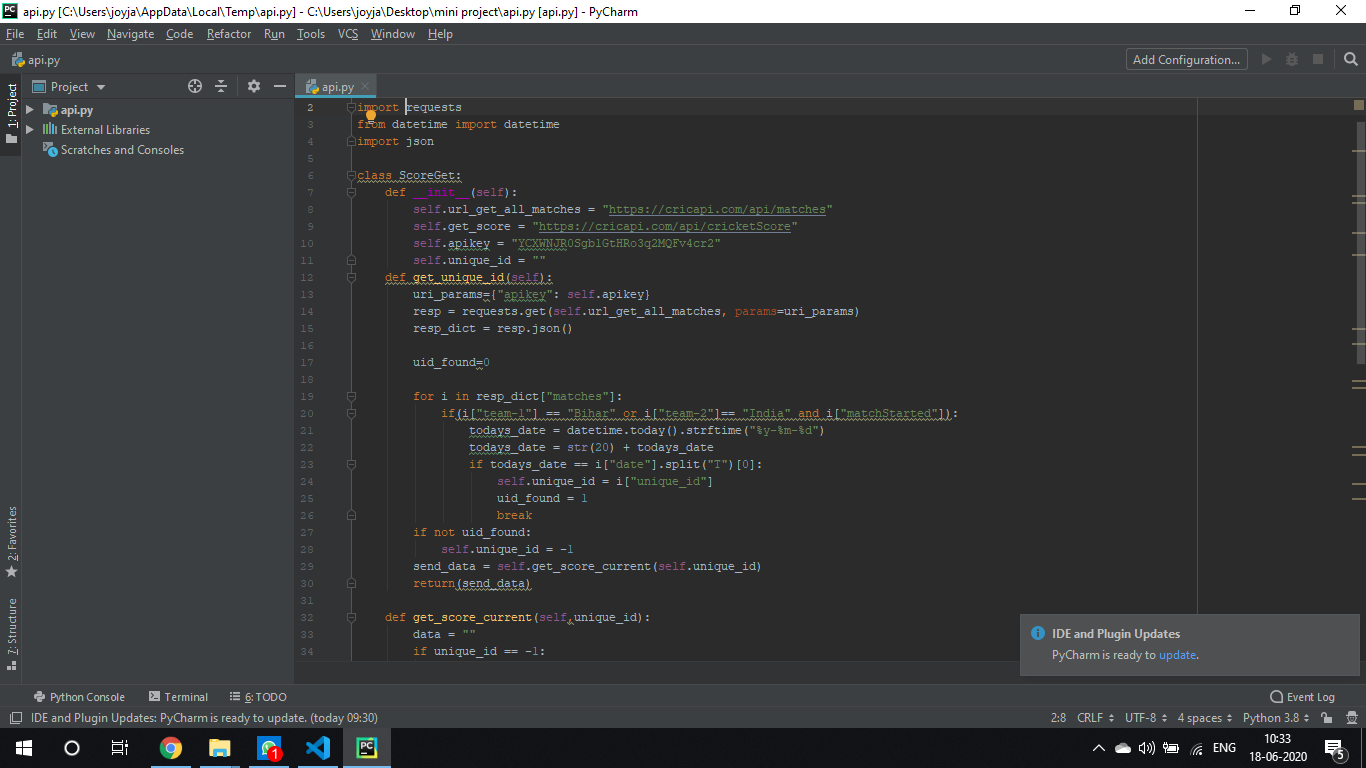 api.py [C:\Users\joyja\AppData\Local\Temp\api.py] - C:\Users\joyja\Desktop\mini project\api.py [api.py] - PyCharm
File Edit View Navigate Code Refactor Run Tools VCS Window Help
api.py
Add Configuration...
Project
api.py
1: Project
api.py
External Libraries
Scratches and Consoles
2 import requests
3 from datetime import datetime
4 import json
5
6 class ScoreGet:
7 def __init__(self):
8 self.url_get_all_matches = "https://cricapi.com/api/matches"
9 self.get_score = "https://cricapi.com/api/cricketScore"
10 self.apikey = "YCXWNJR0SgblGtHRo3q2MQFv4cr2"
11 self.unique_id = ""
12 def get_unique_id(self):
13 uri_params={"apikey": self.apikey}
14 resp = requests.get(self.url_get_all_matches, params=uri_params)
15 resp_dict = resp.json()
16
17 uid_found=0
18
19 for i in resp_dict["matches"]:
20 if(i["team-1"] == "Bihar" or i["team-2"]== "India" and i["matchStarted"]):
21 todays_date = datetime.today().strftime("%y-%m-%d")
22 todays_date = str(20) + todays_date
23 if todays_date == i["date"].split("T")[0]:
24 self.unique_id = i["unique_id"]
25 uid_found = 1
26 break
27 if not uid_found:
28 self.unique_id = -1
29 send_data = self.get_score_current(self.unique_id)
30 return(send_data)
31
32 def get_score_current(self,unique_id):
33 data = ""
34 if unique_id == -1:
2: Favorites
7: Structure
IDE and Plugin Updates
PyCharm is ready to update.
Python Console Terminal 6: TODO Event Log
IDE and Plugin Updates: PyCharm is ready to update. (today 09:30) 2:8 CRLF UTF-8 4 spaces Python 3.8
1
PC
ENG
10:33
18-06-2020
5